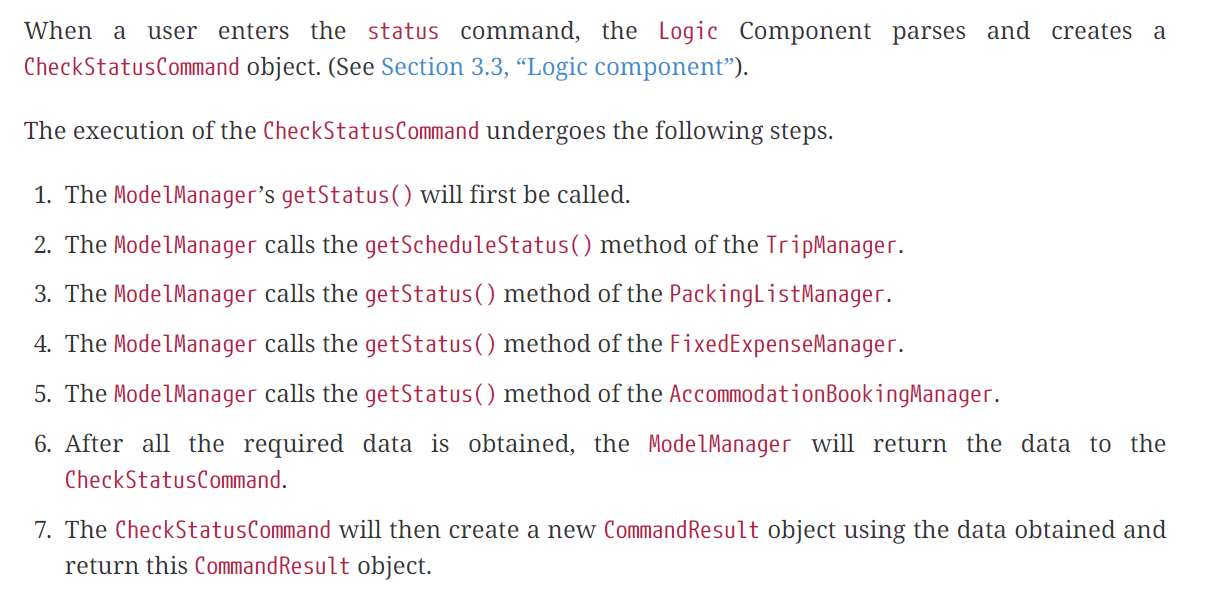 When a user enters the status command, the Logic Component parses and creates a
CheckStatusCommand object. (See Section 3.3, “Logic component”).
The execution of the CheckStatusCommand undergoes the following steps.
1. The ModelManager’s getStatus() will first be called.
2. The ModelManager calls the getScheduleStatus() method of the TripManager.
3. The ModelManager calls the getStatus() method of the PackingListManager.
4. The ModelManager calls the getStatus() method of the FixedExpenseManager.
5. The ModelManager calls the getStatus() method of the AccommodationBookingManager.
6. After all the required data is obtained, the ModelManager will return the data to the
CheckStatusCommand.
7. The CheckStatusCommand will then create a new CommandResult object using the data obtained and
return this CommandResult object.